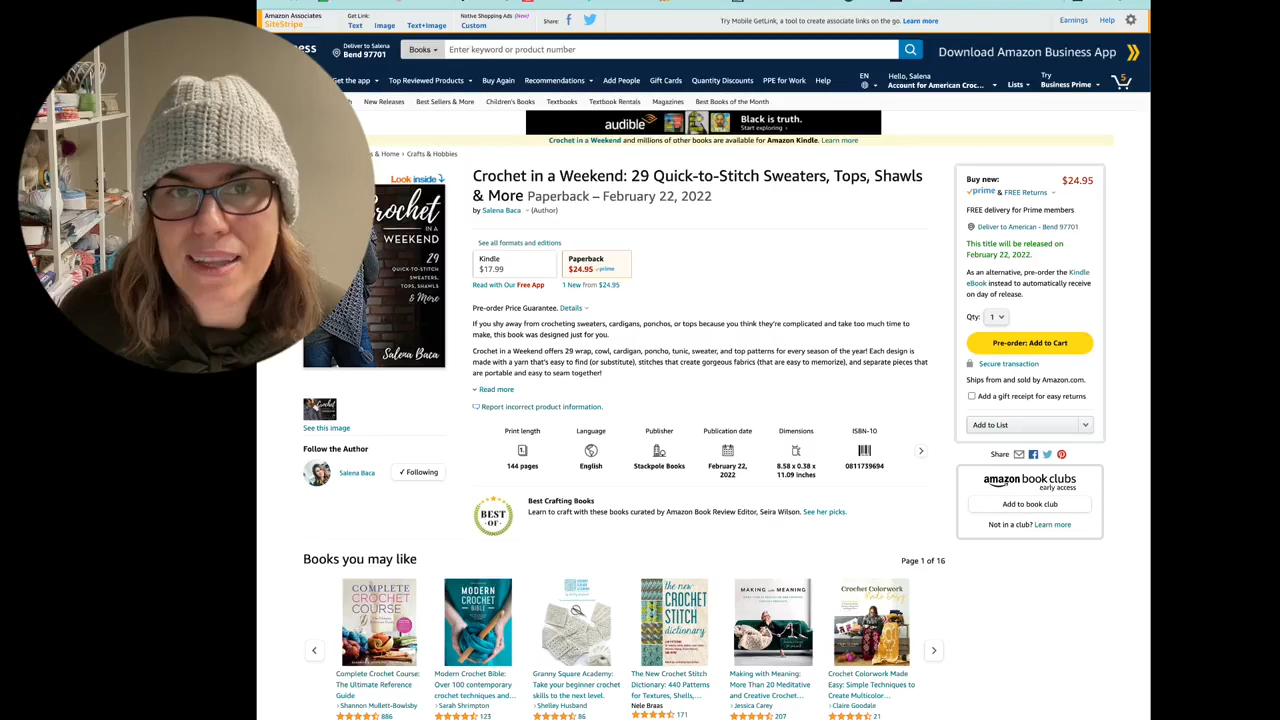 Amazon Associates
SiteStripe
Get Link:
Text Image Text+Image
Native Shopping Ads (New)
Custom
Share:
Try Mobile GetLink, a tool to create associate links on the go. Learn more
Earnings Help
Deliver to Salena
Bend 97701
Books
Enter keyword or product number
Download Amazon Business App
Get the app
Top Reviewed Products
Buy Again
Recommendations
Add People
Gift Cards
Quantity Discounts
PPE for Work
Help
EN
Hello, Salena
Account for American Croc...
Lists
Try
Business Prime
5
New Releases
Best Sellers & More
Children's Books
Textbooks
Textbook Rentals
Magazines
Best Books of the Month
audible
Black is truth.
Start exploring ›
Crochet in a Weekend and millions of other books are available for Amazon Kindle. Learn more
& Home › Crafts & Hobbies
Look inside
Crochet
IN A
WEEKEND
29
QUICK-TO-STITCH
SWEATERS,
TOPS, SHAWLS
& More
Salena Baca
See this image
Follow the Author
Salena Baca
✓ Following
Crochet in a Weekend: 29 Quick-to-Stitch Sweaters, Tops, Shawls
& More Paperback – February 22, 2022
by Salena Baca (Author)
See all formats and editions
Kindle
$17.99
Paperback
$24.95 prime
Read with Our Free App
1 New from $24.95
Pre-order Price Guarantee. Details
If you shy away from crocheting sweaters, cardigans, ponchos, or tops because you think they're complicated and take too much time to
make, this book was designed just for you.
Crochet in a Weekend offers 29 wrap, cowl, cardigan, poncho, tunic, sweater, and top patterns for every season of the year! Each design is
made with a yarn that's easy to find (or substitute), stitches that create gorgeous fabrics (that are easy to memorize), and separate pieces that
are portable and easy to seam together!
Read more
Report incorrect product information.
Print length
144 pages
Language
English
Publisher
Stackpole Books
Publication date
February 22,
2022
Dimensions
8.58 x 0.38 x
11.09 inches
ISBN-10
0811739694
BEST
·OF·
Best Crafting Books
Learn to craft with these books curated by Amazon Book Review Editor, Seira Wilson. See her picks.
Buy new:
$24.95
prime & FREE Returns
FREE delivery for Prime members
Deliver to American - Bend 97701
This title will be released on
February 22, 2022.
As an alternative, pre-order the Kindle
eBook instead to automatically receive
on day of release.
Qty: 1
Pre-order: Add to Cart
Secure transaction
Ships from and sold by Amazon.com.
Add a gift receipt for easy returns
Add to List
Share
amazon book clubs
early access
Add to book club
Not in a club? Learn more
Books you may like
Page 1 of 16
COMPLETE
CROCHET
COURSE
MODERN
CROCHET
BIBLE
the new
CROCHET
STITCH
dictionary
MAKING with MEANING
Crochet Colorwork
Made Easy
Complete Crochet Course:
The Ultimate Reference
Guide
› Shannon Mullett-Bowlsby
886
Modern Crochet Bible:
Over 100 contemporary
crochet techniques and...
› Sarah Shrimpton
123
Granny Square Academy:
Take your beginner crochet
skills to the next level.
› Shelley Husband
86
The New Crochet Stitch
Dictionary: 440 Patterns
for Textures, Shells,...
Nele Braas
171
Making with Meaning:
More Than 20 Meditative
and Creative Crochet...
› Jessica Carey
207
Crochet Colorwork Made
Easy: Simple Techniques to
Create Multicolor...
› Claire Goodale
21